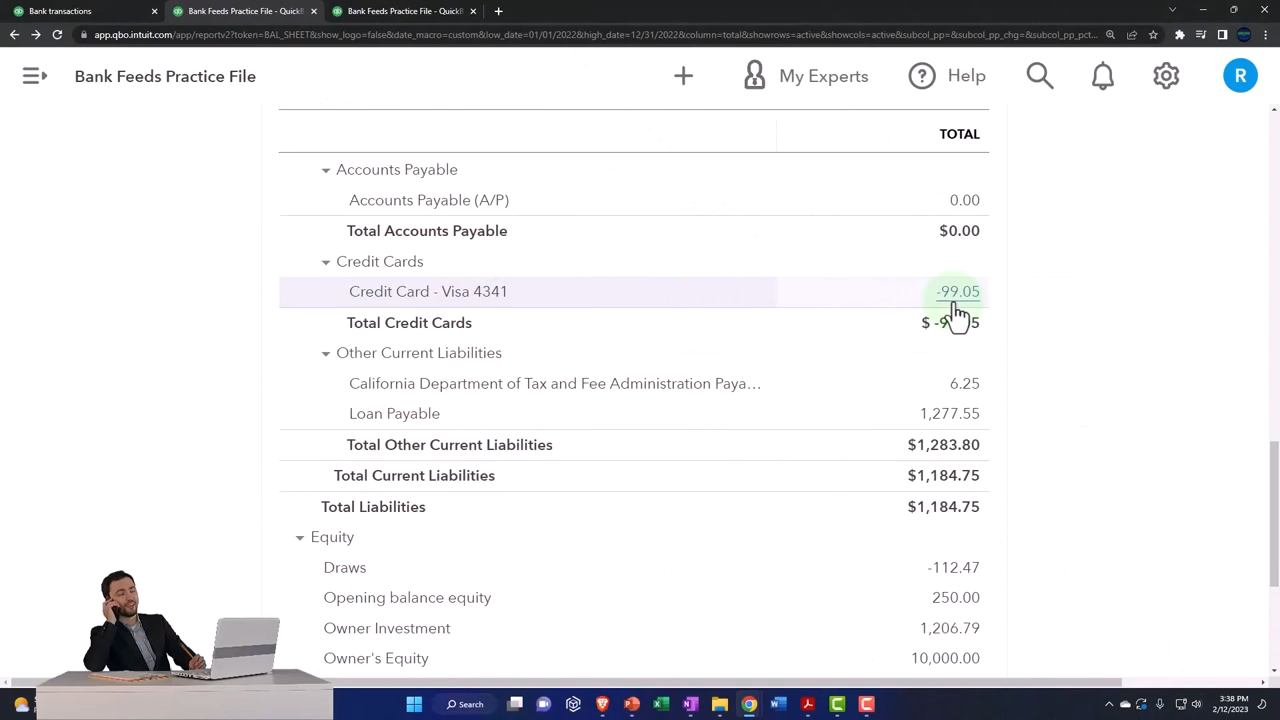 Bank transactions
Practice File - QuickB
Bank Feeds Practice File - QuickB
app.qbo.intuit.com/app/reportv2?token=BAL_SHEET&show_logo=false&date_macro=custom&low_date=01/01/2022&high_date=12/31/2022&column=total&showrows=active&showcols=active&subcol_pp=&subcol_pp_chg=&subcol_pp_pct...
Bank Feeds Practice File
My Experts
Help
R
TOTAL
Accounts Payable
Accounts Payable (A/P) 0.00
Total Accounts Payable $0.00
Credit Cards
Credit Card - Visa 4341 -99.05
Total Credit Cards
Other Current Liabilities
California Department of Tax and Fee Administration Paya... 6.25
Loan Payable 1,277.55
Total Other Current Liabilities $1,283.80
Total Current Liabilities $1,184.75
Total Liabilities $1,184.75
Equity
Draws -112.47
Opening balance equity 250.00
Owner Investment 1,206.79
Owner's Equity 10,000.00
Search
3:38 PM
2/12/2023